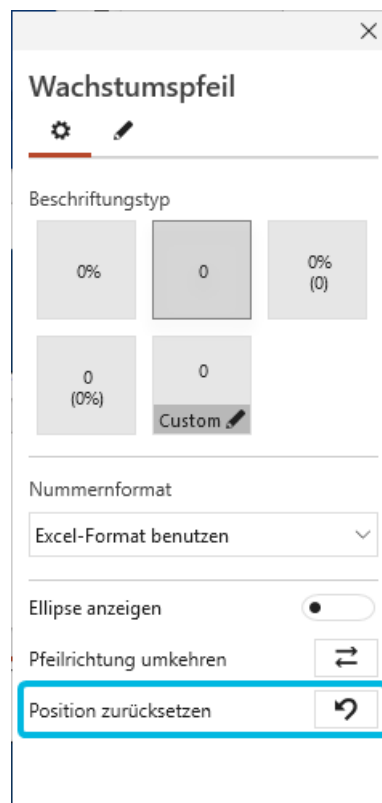 Wachstumspfeil
Beschriftungstyp
0%
0
0%
(0)
0
(0%)
0
Custom
Nummernformat
Excel-Format benutzen
Ellipse anzeigen
Pfeilrichtung umkehren
Position zurücksetzen